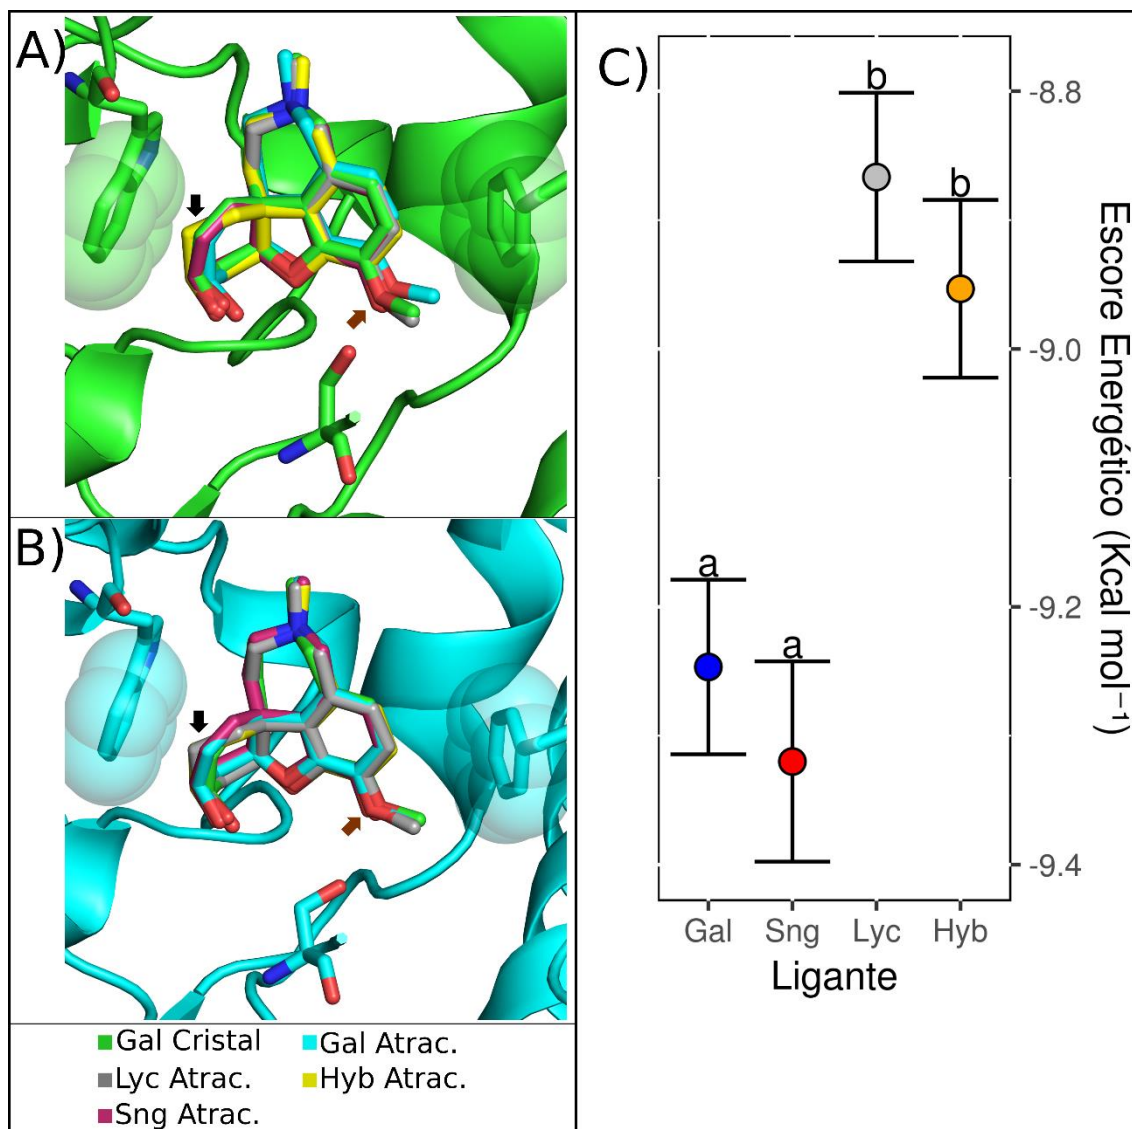 A)
B)
Gal Cristal
Gal Atrac.
Lyc Atrac.
Hyb Atrac.
Sng Atrac.
C)
b
b
a
a
-8.8
-9.0
-9.2
-9.4
Escore Energético (Kcal mol⁻¹)
Gal Sng Lyc Hyb
Ligante